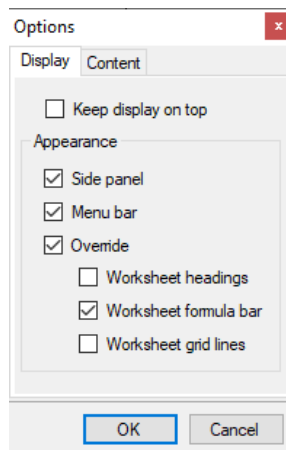 Options
x
Display Content
Keep display on top
Appearance
Side panel
Menu bar
Override
Worksheet headings
Worksheet formula bar
Worksheet grid lines
OK Cancel